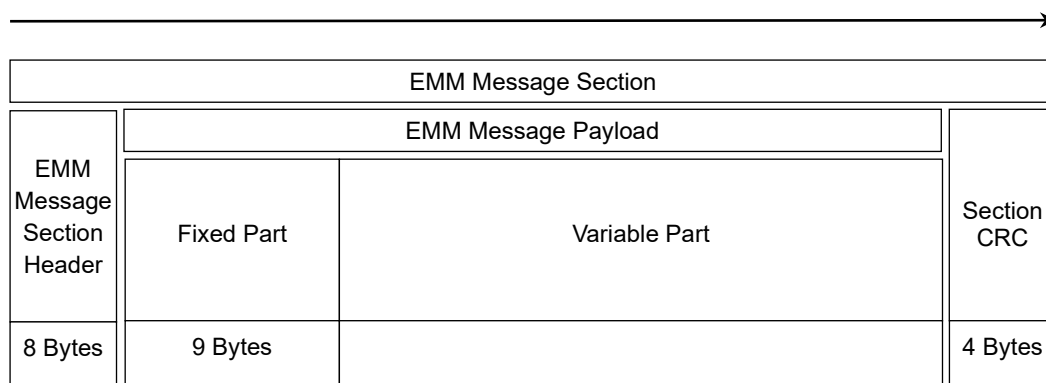 EMM Message Section
EMM Message Payload
EMM
Message
Section
Header
Fixed Part
Variable Part
Section
CRC
8 Bytes
9 Bytes
4 Bytes